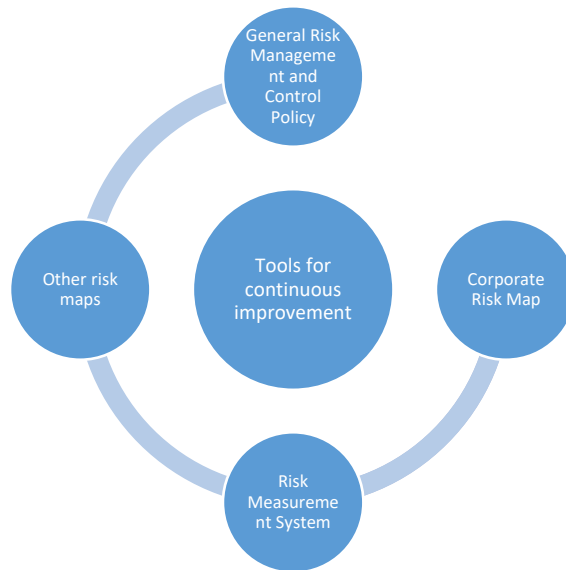 General Risk
Manageme
nt and
Control
Policy
Other risk
maps
Tools for
continuous
improvement
Corporate
Risk Map
Risk
Measureme
nt System